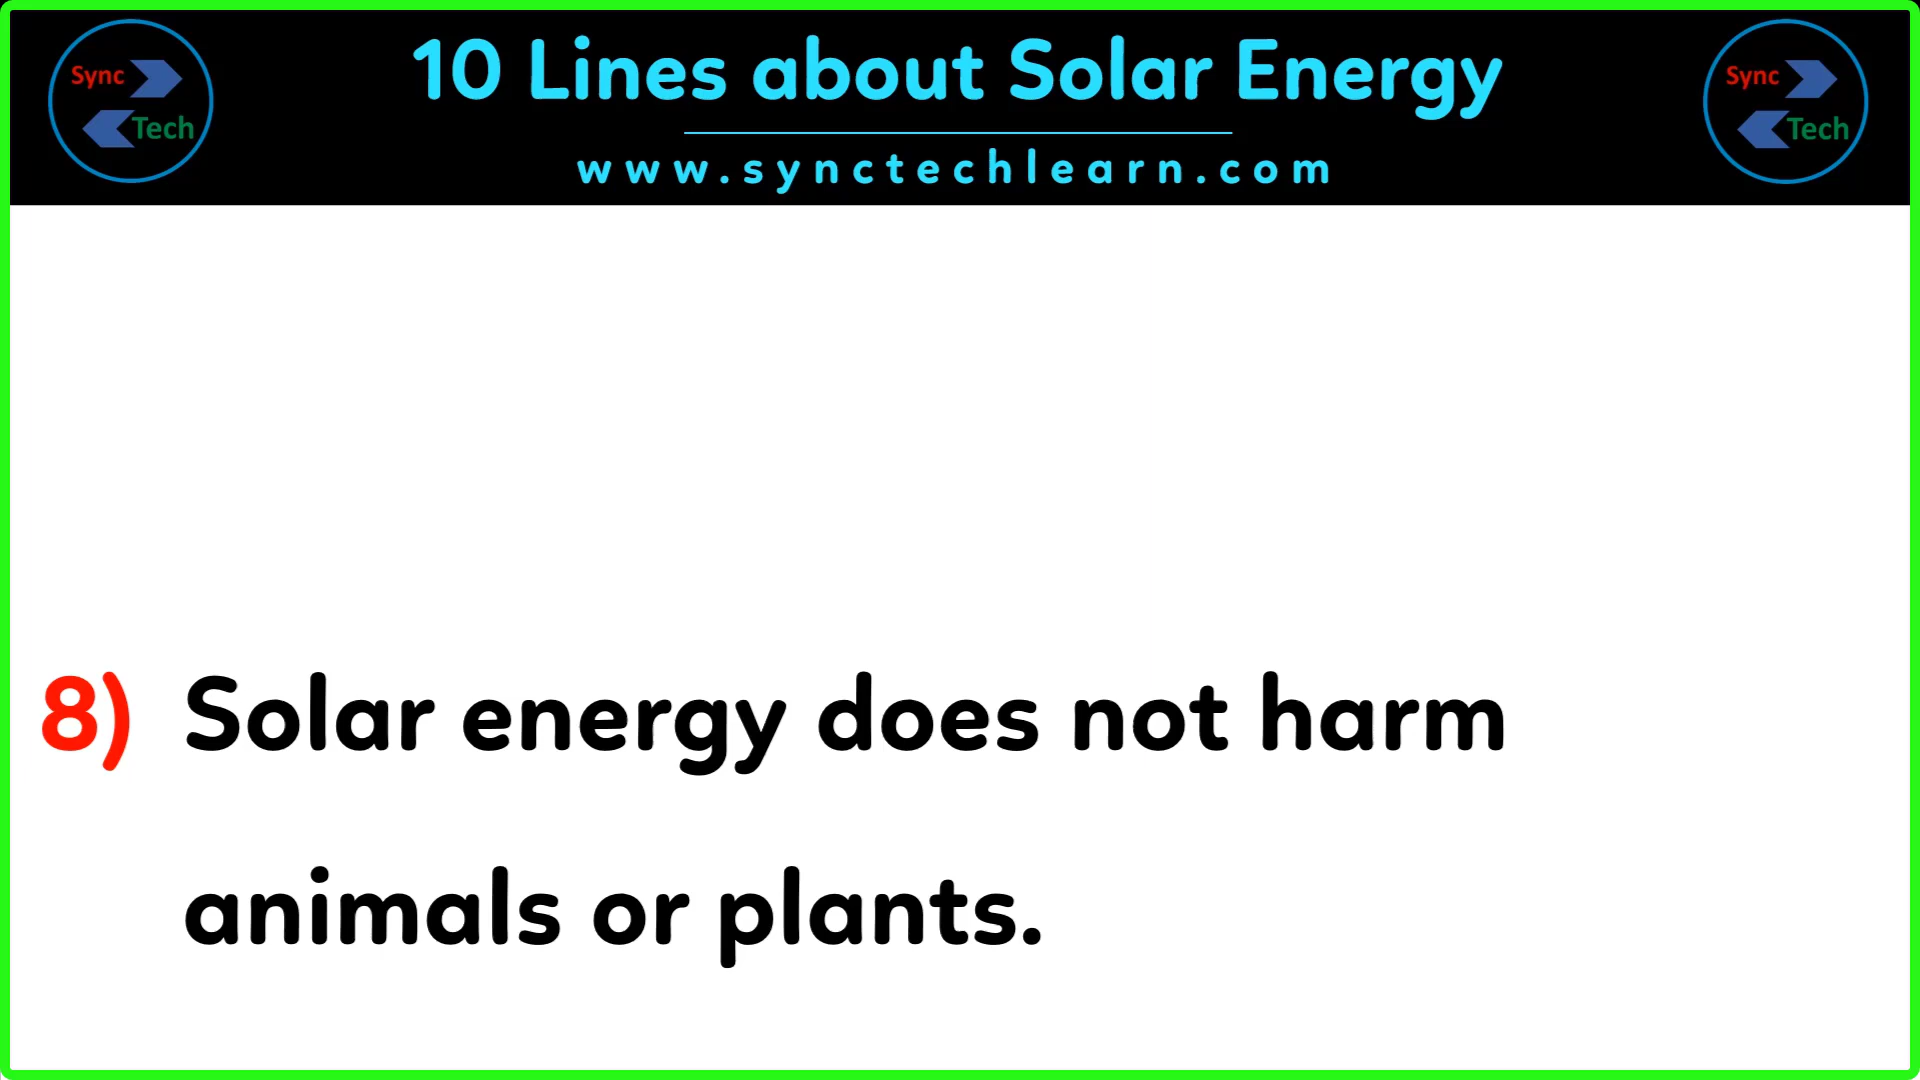 Sync
Tech
10 Lines about Solar Energy
www.synctechlearn.com
Sync
Tech
8) Solar energy does not harm
animals or plants.